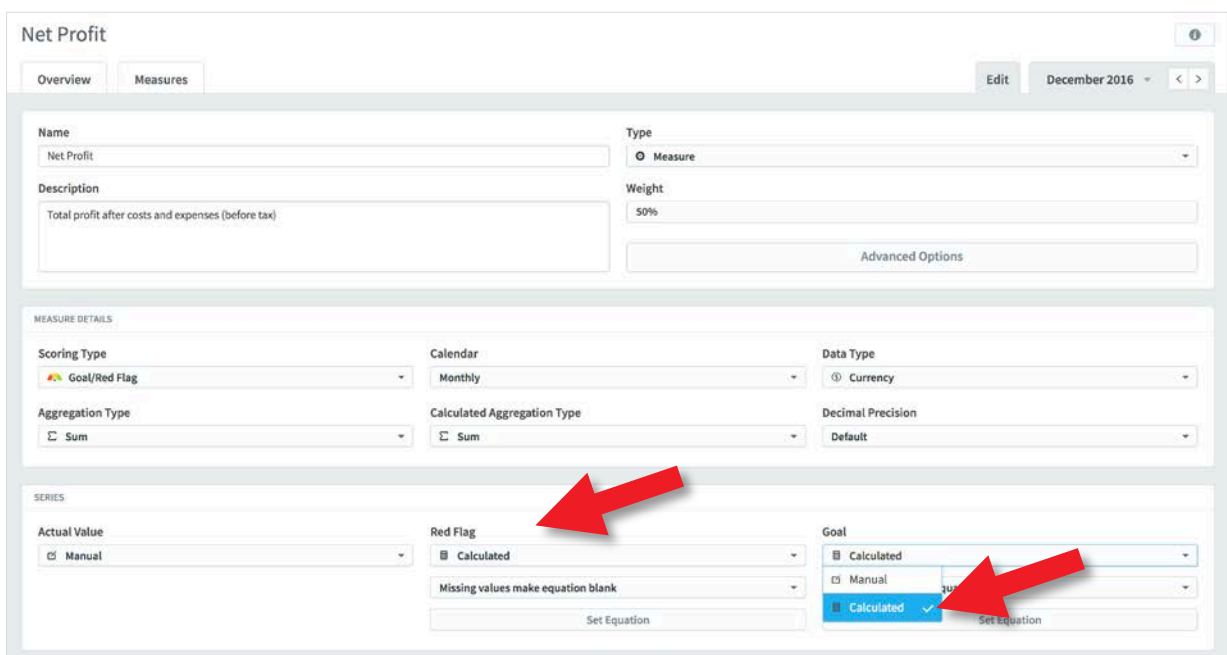 Net Profit
Overview Measures Edit December 2016 < >
Name Type
Net Profit Measure
Description Weight
Total profit after costs and expenses (before tax) 50%
Advanced Options
MEASURE DETAILS
Scoring Type Calendar Data Type
Goal/Red Flag Monthly Currency
Aggregation Type Calculated Aggregation Type Decimal Precision
Σ Sum Σ Sum Default
SERIES
Actual Value Red Flag Goal
Manual Calculated Calculated
Missing values make equation blank Manual
Calculated
Set Equation Set Equation